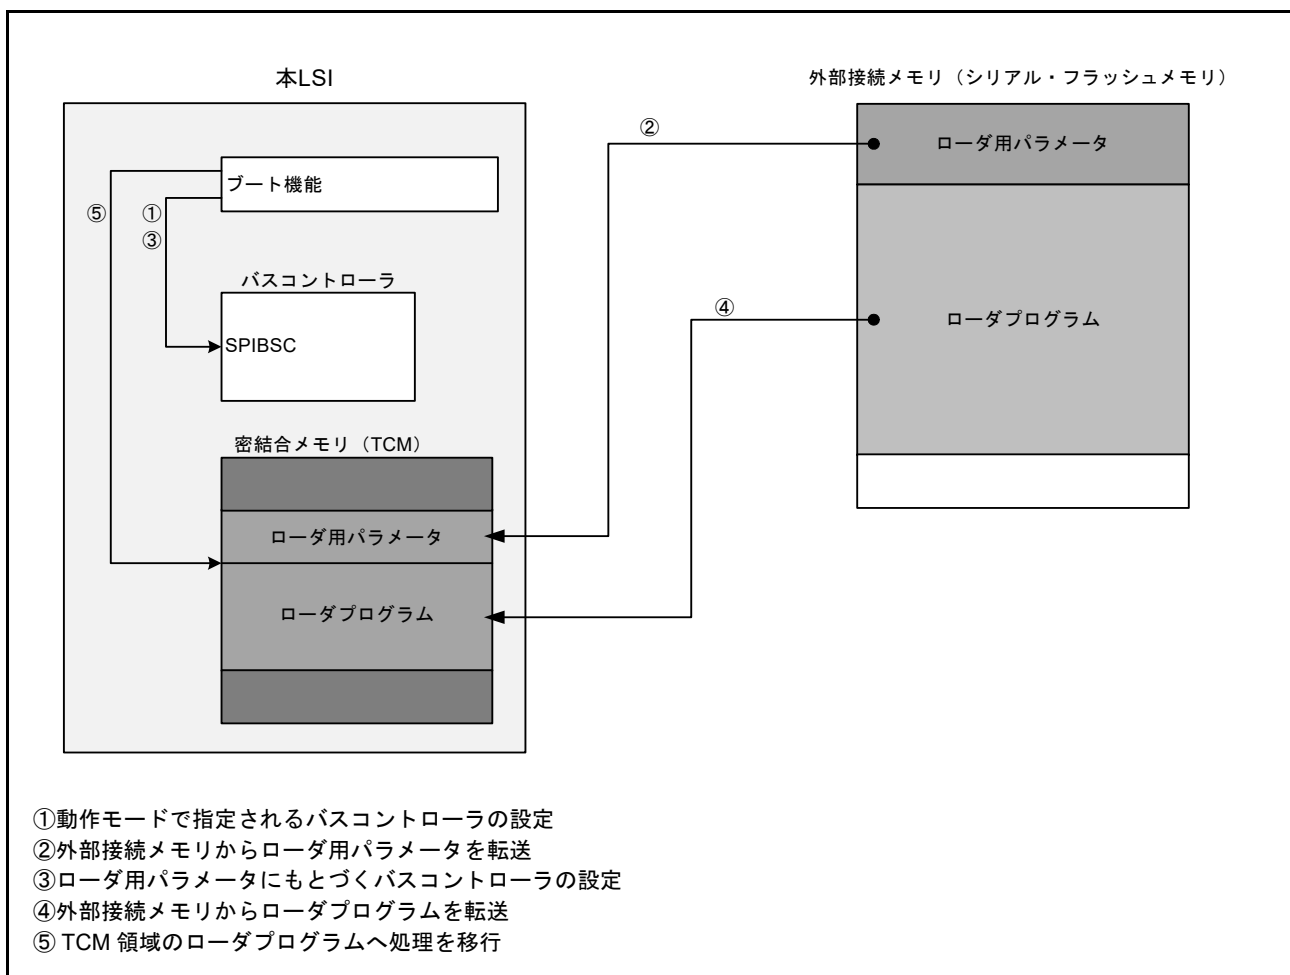 本LSI
外部接続メモリ（シリアル・フラッシュメモリ）
②
ローダ用パラメータ
ブート機能
⑤
①
③
バスコントローラ
④
ローダプログラム
SPIBSC
密結合メモリ（TCM）
ローダ用パラメータ
ローダプログラム
①動作モードで指定されるバスコントローラの設定
②外部接続メモリからローダ用パラメータを転送
③ローダ用パラメータにもとづくバスコントローラの設定
④外部接続メモリからローダプログラムを転送
⑤ TCM 領域のローダプログラムへ処理を移行